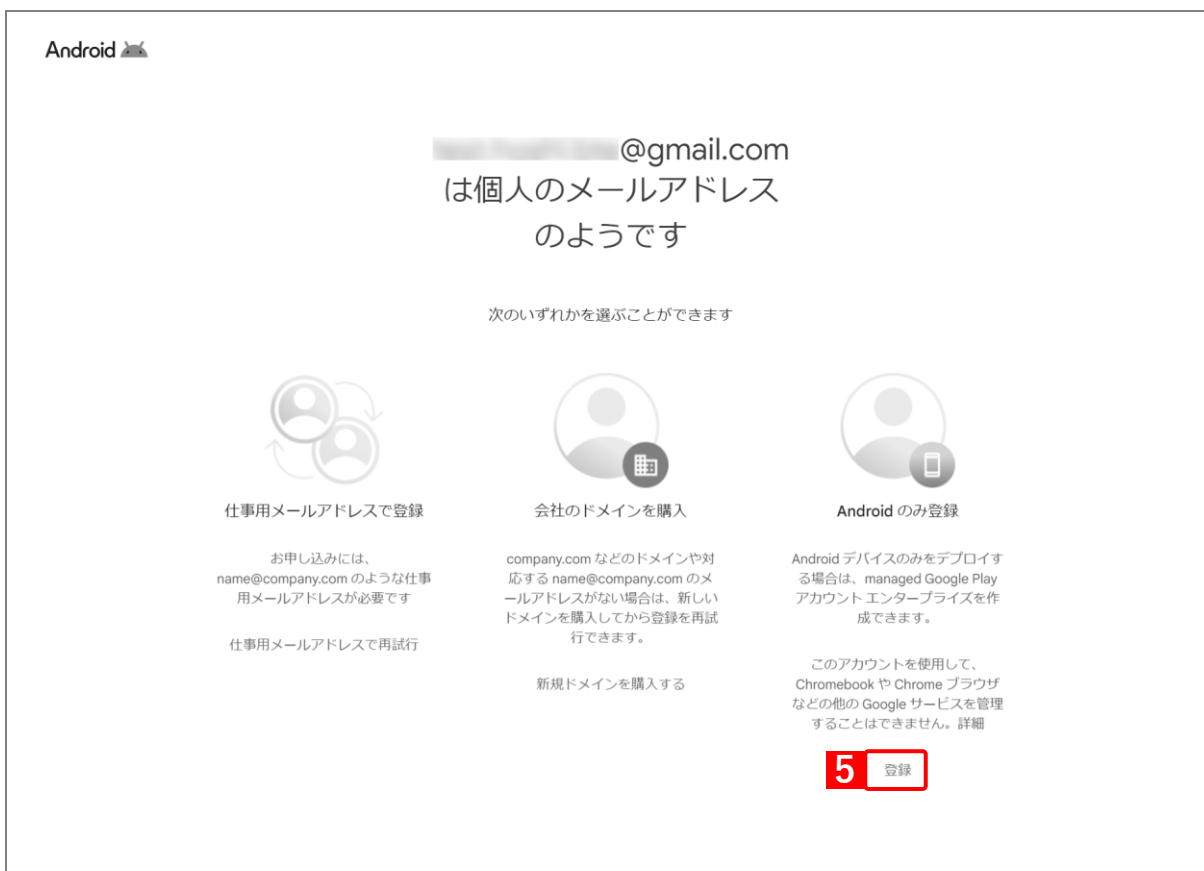 Android
@gmail.com
は個人のメールアドレス
のようです
次のいずれかを選ぶことができます
仕事用メールアドレスで登録
お申し込みには、
name@company.com のような仕事
用メールアドレスが必要です
仕事用メールアドレスで再試行
会社のドメインを購入
company.com などのドメインや対
応する name@company.com のメ
ールアドレスがない場合は、新しい
ドメインを購入してから登録を再試
行できます。
新規ドメインを購入する
Android のみ登録
Android デバイスのみをデプロイす
る場合は、managed Google Play
アカウント エンタープライズを作
成できます。
このアカウントを使用して、
Chromebook や Chrome ブラウザ
などの他の Google サービスを管理
することはできません。詳細
5 登録